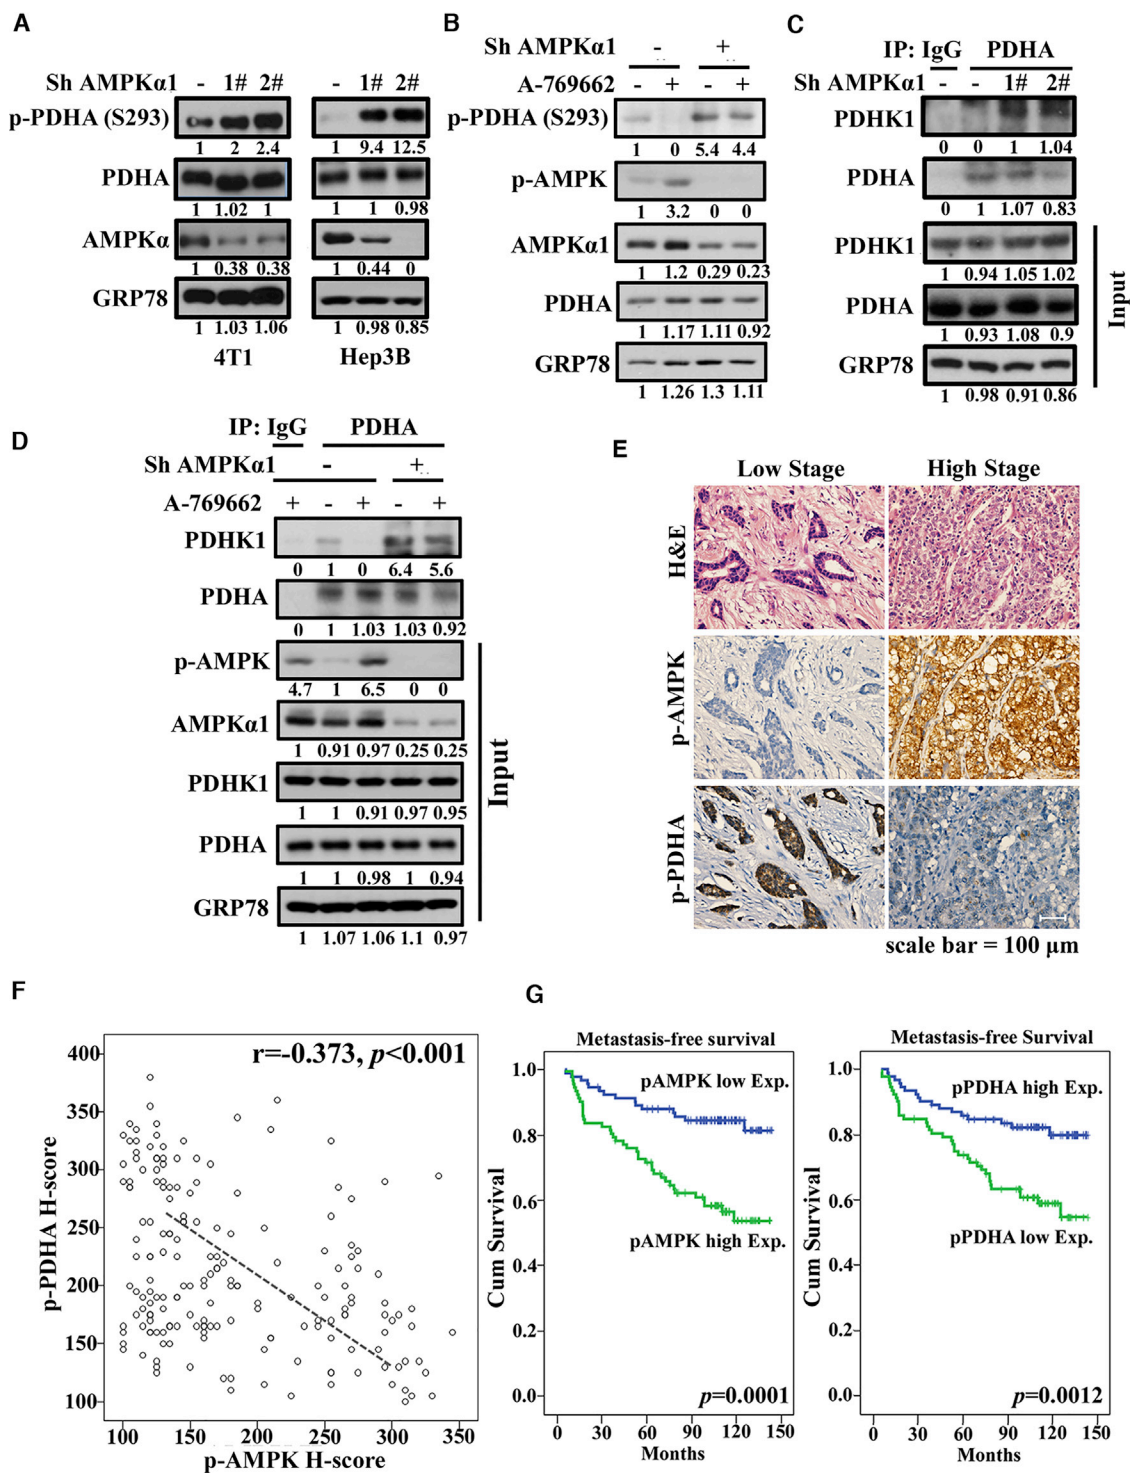 A
Sh AMPKα1 - 1# 2# - 1# 2#
p-PDHA (S293)
1 2 2.4 1 9.4 12.5
PDHA
1 1.02 1 1 1 0.98
AMPKα
1 0.38 0.38 1 0.44 0
GRP78
1 1.03 1.06 1 0.98 0.85
4T1 Hep3B
B
Sh AMPKα1 - +
A-769662 - + - +
p-PDHA (S293)
1 0 5.4 4.4
p-AMPK
1 3.2 0 0
AMPKα1
1 1.2 0.29 0.23
PDHA
1 1.17 1.11 0.92
GRP78
1 1.26 1.3 1.11
C
IP: IgG PDHA
Sh AMPKα1 - - 1# 2#
PDHK1
0 0 1 1.04
PDHA
0 1 1.07 0.83
PDHK1
1 0.94 1.05 1.02
PDHA
1 0.93 1.08 0.9
GRP78
1 0.98 0.91 0.86
Input
D
IP: IgG PDHA
Sh AMPKα1 - +
A-769662 + - + - +
PDHK1
0 1 0 6.4 5.6
PDHA
0 1 1.03 1.03 0.92
p-AMPK
4.7 1 6.5 0 0
AMPKα1
1 0.91 0.97 0.25 0.25
PDHK1
1 1 0.91 0.97 0.95
PDHA
1 1 0.98 1 0.94
GRP78
1 1.07 1.06 1.1 0.97
Input
E
Low Stage High Stage
H&E
p-AMPK
p-PDHA
scale bar = 100 μm
F
r=-0.373, p<0.001
p-PDHA H-score
400
350
300
250
200
150
100
100 150 200 250 300 350
p-AMPK H-score
G
Metastasis-free survival
pAMPK low Exp.
pAMPK high Exp.
Cum Survival
1.0
0.8
0.6
0.4
0.2
0.0
p=0.0001
0 30 60 90 120 150
Months
Metastasis-free Survival
pPDHA high Exp.
pPDHA low Exp.
Cum Survival
1.0
0.8
0.6
0.4
0.2
0.0
p=0.0012
0 30 60 90 120 150
Months